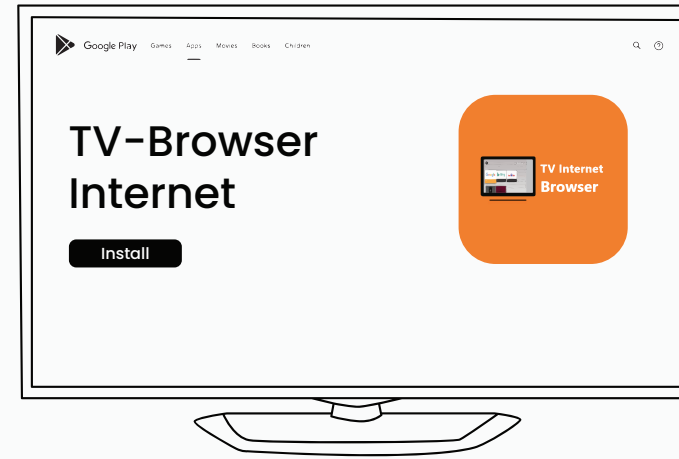 Google Play Games Apps Movies Books Children
TV-Browser
Internet
Install
TV Internet
Browser